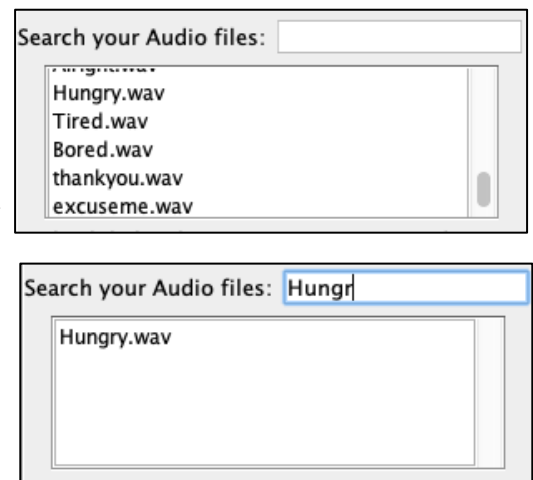 Search your Audio files:
Hungry.wav
Tired.wav
Bored.wav
thankyou.wav
excuseme.wav
Search your Audio files: Hungr
Hungry.wav